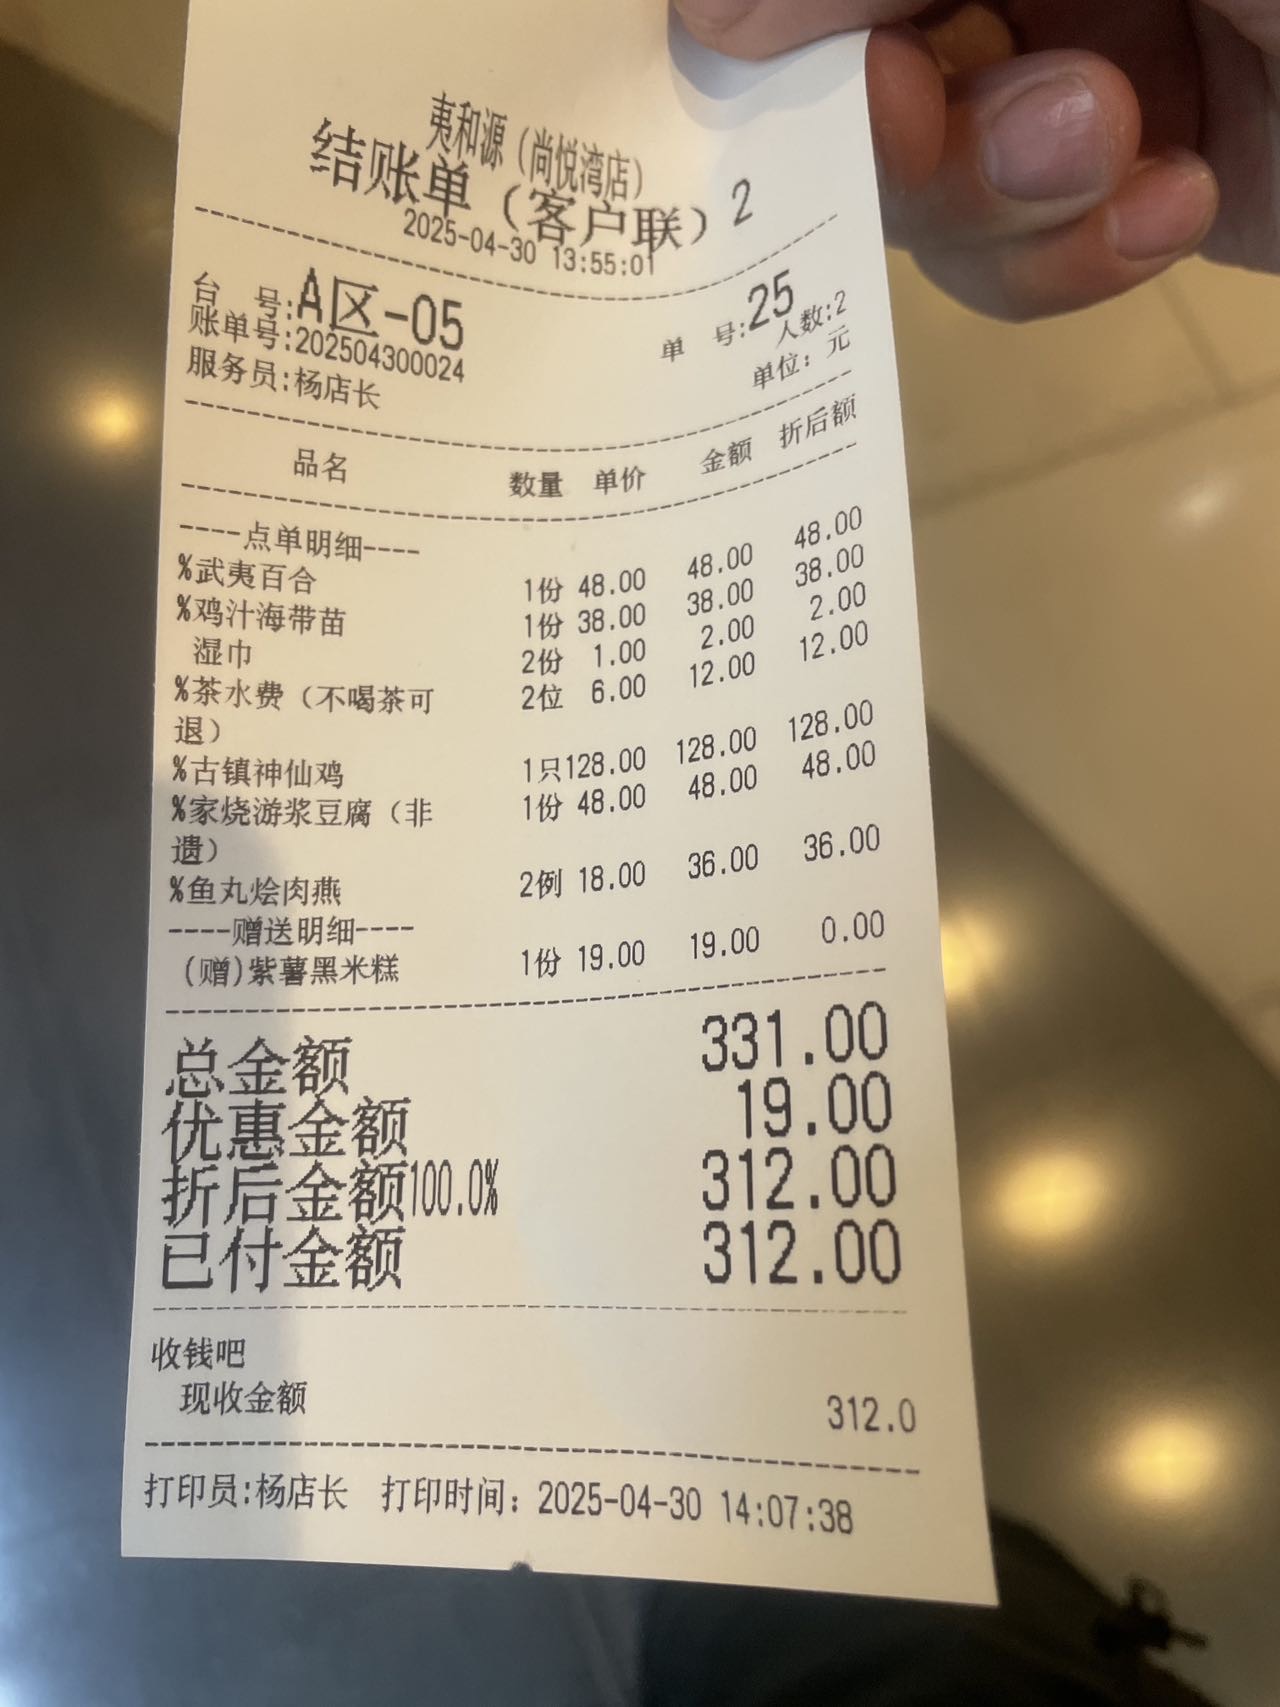 夷和源（尚悦湾店）
结账单（客户联）2
2025-04-30 13:55:01
台 号:A区-05 单 号:25
账单号:202504300024 人数:2
服务员:杨店长 单位：元
品名 数量 单价 金额 折后额
----点单明细----
%武夷百合 1份 48.00 48.00 48.00
%鸡汁海带苗 1份 38.00 38.00 38.00
湿巾 2份 1.00 2.00 2.00
%茶水费（不喝茶可 2位 6.00 12.00 12.00
退）
%古镇神仙鸡 1只128.00 128.00 128.00
%家烧游浆豆腐（非 1份 48.00 48.00 48.00
遗）
%鱼丸烩肉燕 2例 18.00 36.00 36.00
----赠送明细----
(赠)紫薯黑米糕 1份 19.00 19.00 0.00
总金额 331.00
优惠金额 19.00
折后金额100.0% 312.00
已付金额 312.00
收钱吧
现收金额 312.0
打印员:杨店长 打印时间：2025-04-30 14:07:38